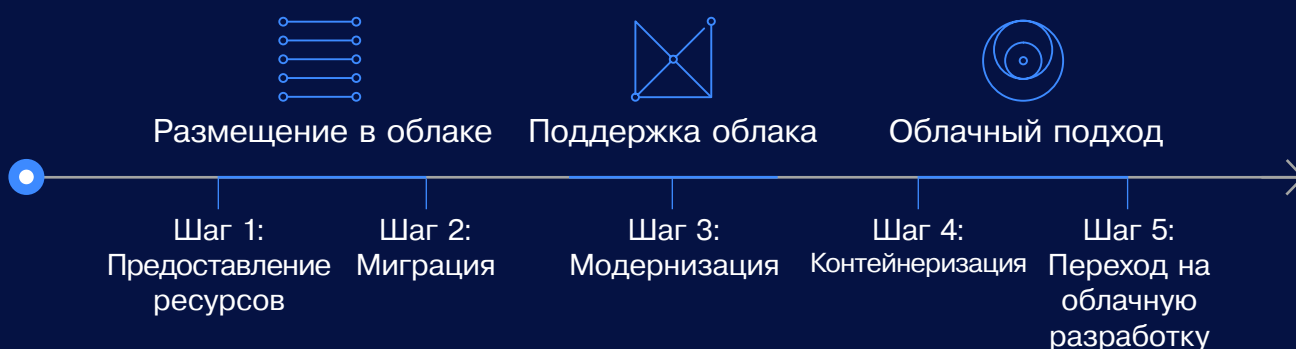 Размещение в облаке
Поддержка облака
Облачный подход
Шаг 1:
Предоставление
ресурсов
Шаг 2:
Миграция
Шаг 3:
Модернизация
Шаг 4:
Контейнеризация
Шаг 5:
Переход на
облачную
разработку